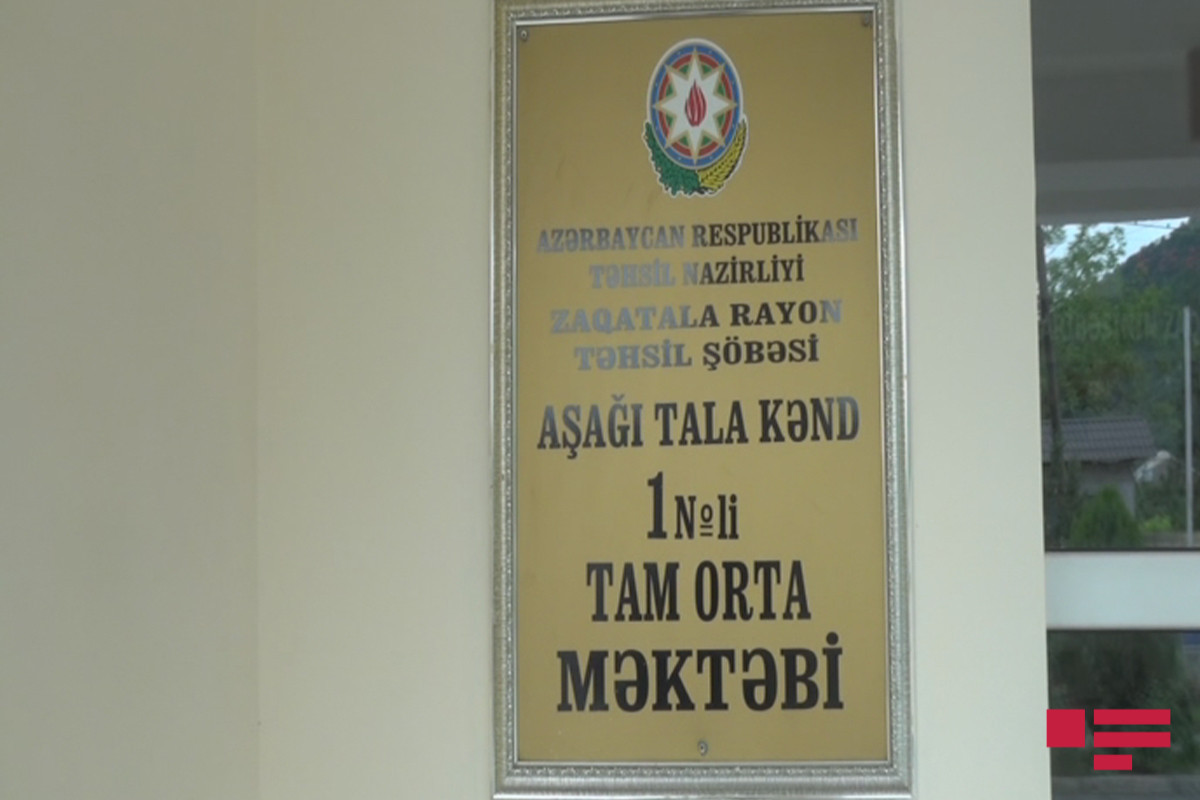 AZƏRBAYCAN RESPUBLİKASI
TƏHSİL NAZİRLİYİ
ZAQATALA RAYON
TƏHSİL ŞÖBƏSİ
AŞAĞI TALA KƏND
1 №li
TAM ORTA
MƏKTƏBİ